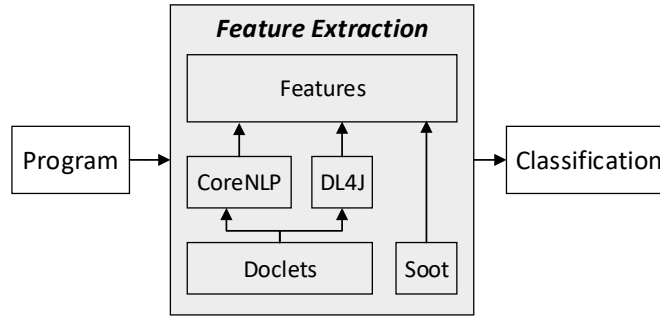 Feature Extraction
Features
Program
CoreNLP
DL4J
Classification
Doclets
Soot